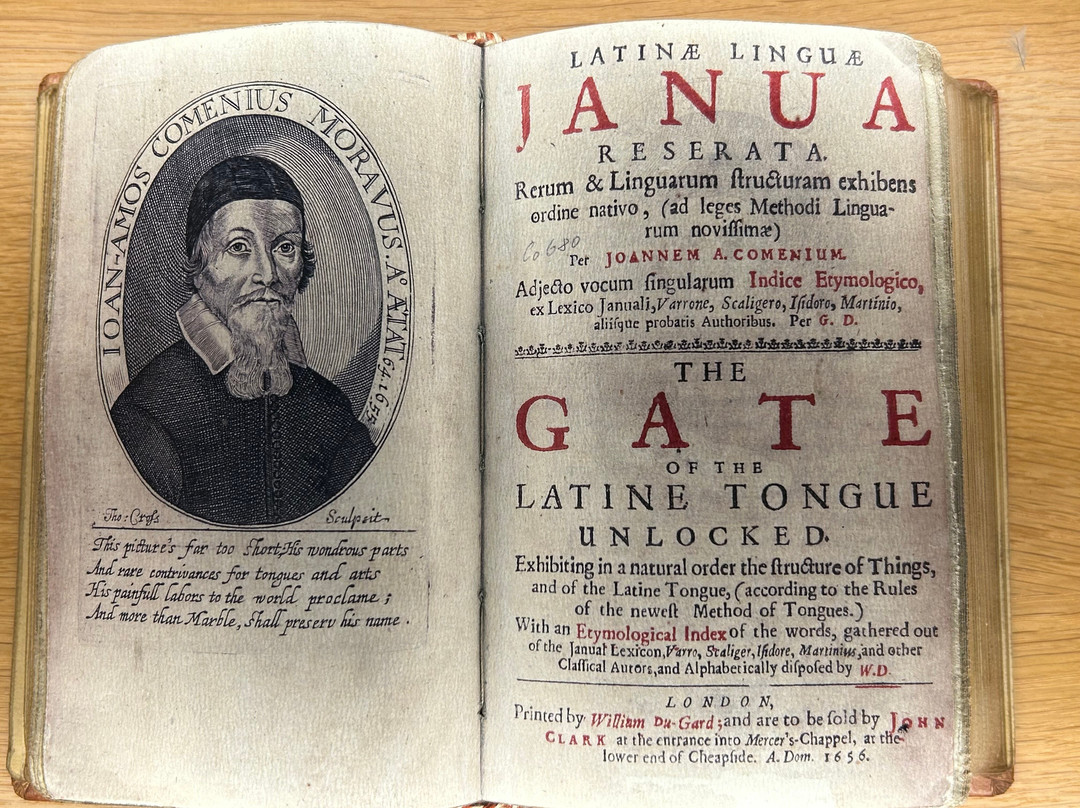 IOAN-AMOS COMENIUS MORAVUS. A° ÆTAT 64.1655
Tho: Cross Sculpsit
This picture's far too short. His wondrous parts
And rare contrivances for tongues and arts
His painfull labors to the world proclame;
And more than Marble, shall preserv his name.
LATINÆ LINGUÆ
JANUA
RESERATA.
Rerum & Linguarum ſtructuram exhibens
ordine nativo, (ad leges Methodi Lingua-
rum noviſſimæ)
Co 680
Per JOANNEM A. COMENIUM.
Adjecto vocum ſingularum Indice Etymologico,
ex Lexico Januali, Varrone, Scaligero, Iſidoro, Martinio,
aliiſque probatis Authoribus. Per G. D.
THE
GATE
OF THE
LATINE TONGUE
UNLOCKED.
Exhibiting in a natural order the ſtructure of Things,
and of the Latine Tongue, (according to the Rules
of the neweſt Method of Tongues.)
With an Etymological Index of the words, gathered out
of the Janual Lexicon, Varro, Scaliger, Iſidore, Martinius, and other
Claſſical Autors, and Alphabetically diſpoſed by W.D.
LONDON,
Printed by William Du-Gard; and are to be ſold by JOHN
CLARK at the entrance into Mercer's-Chappel, at the
lower end of Cheapſide. A. Dom. 1656.